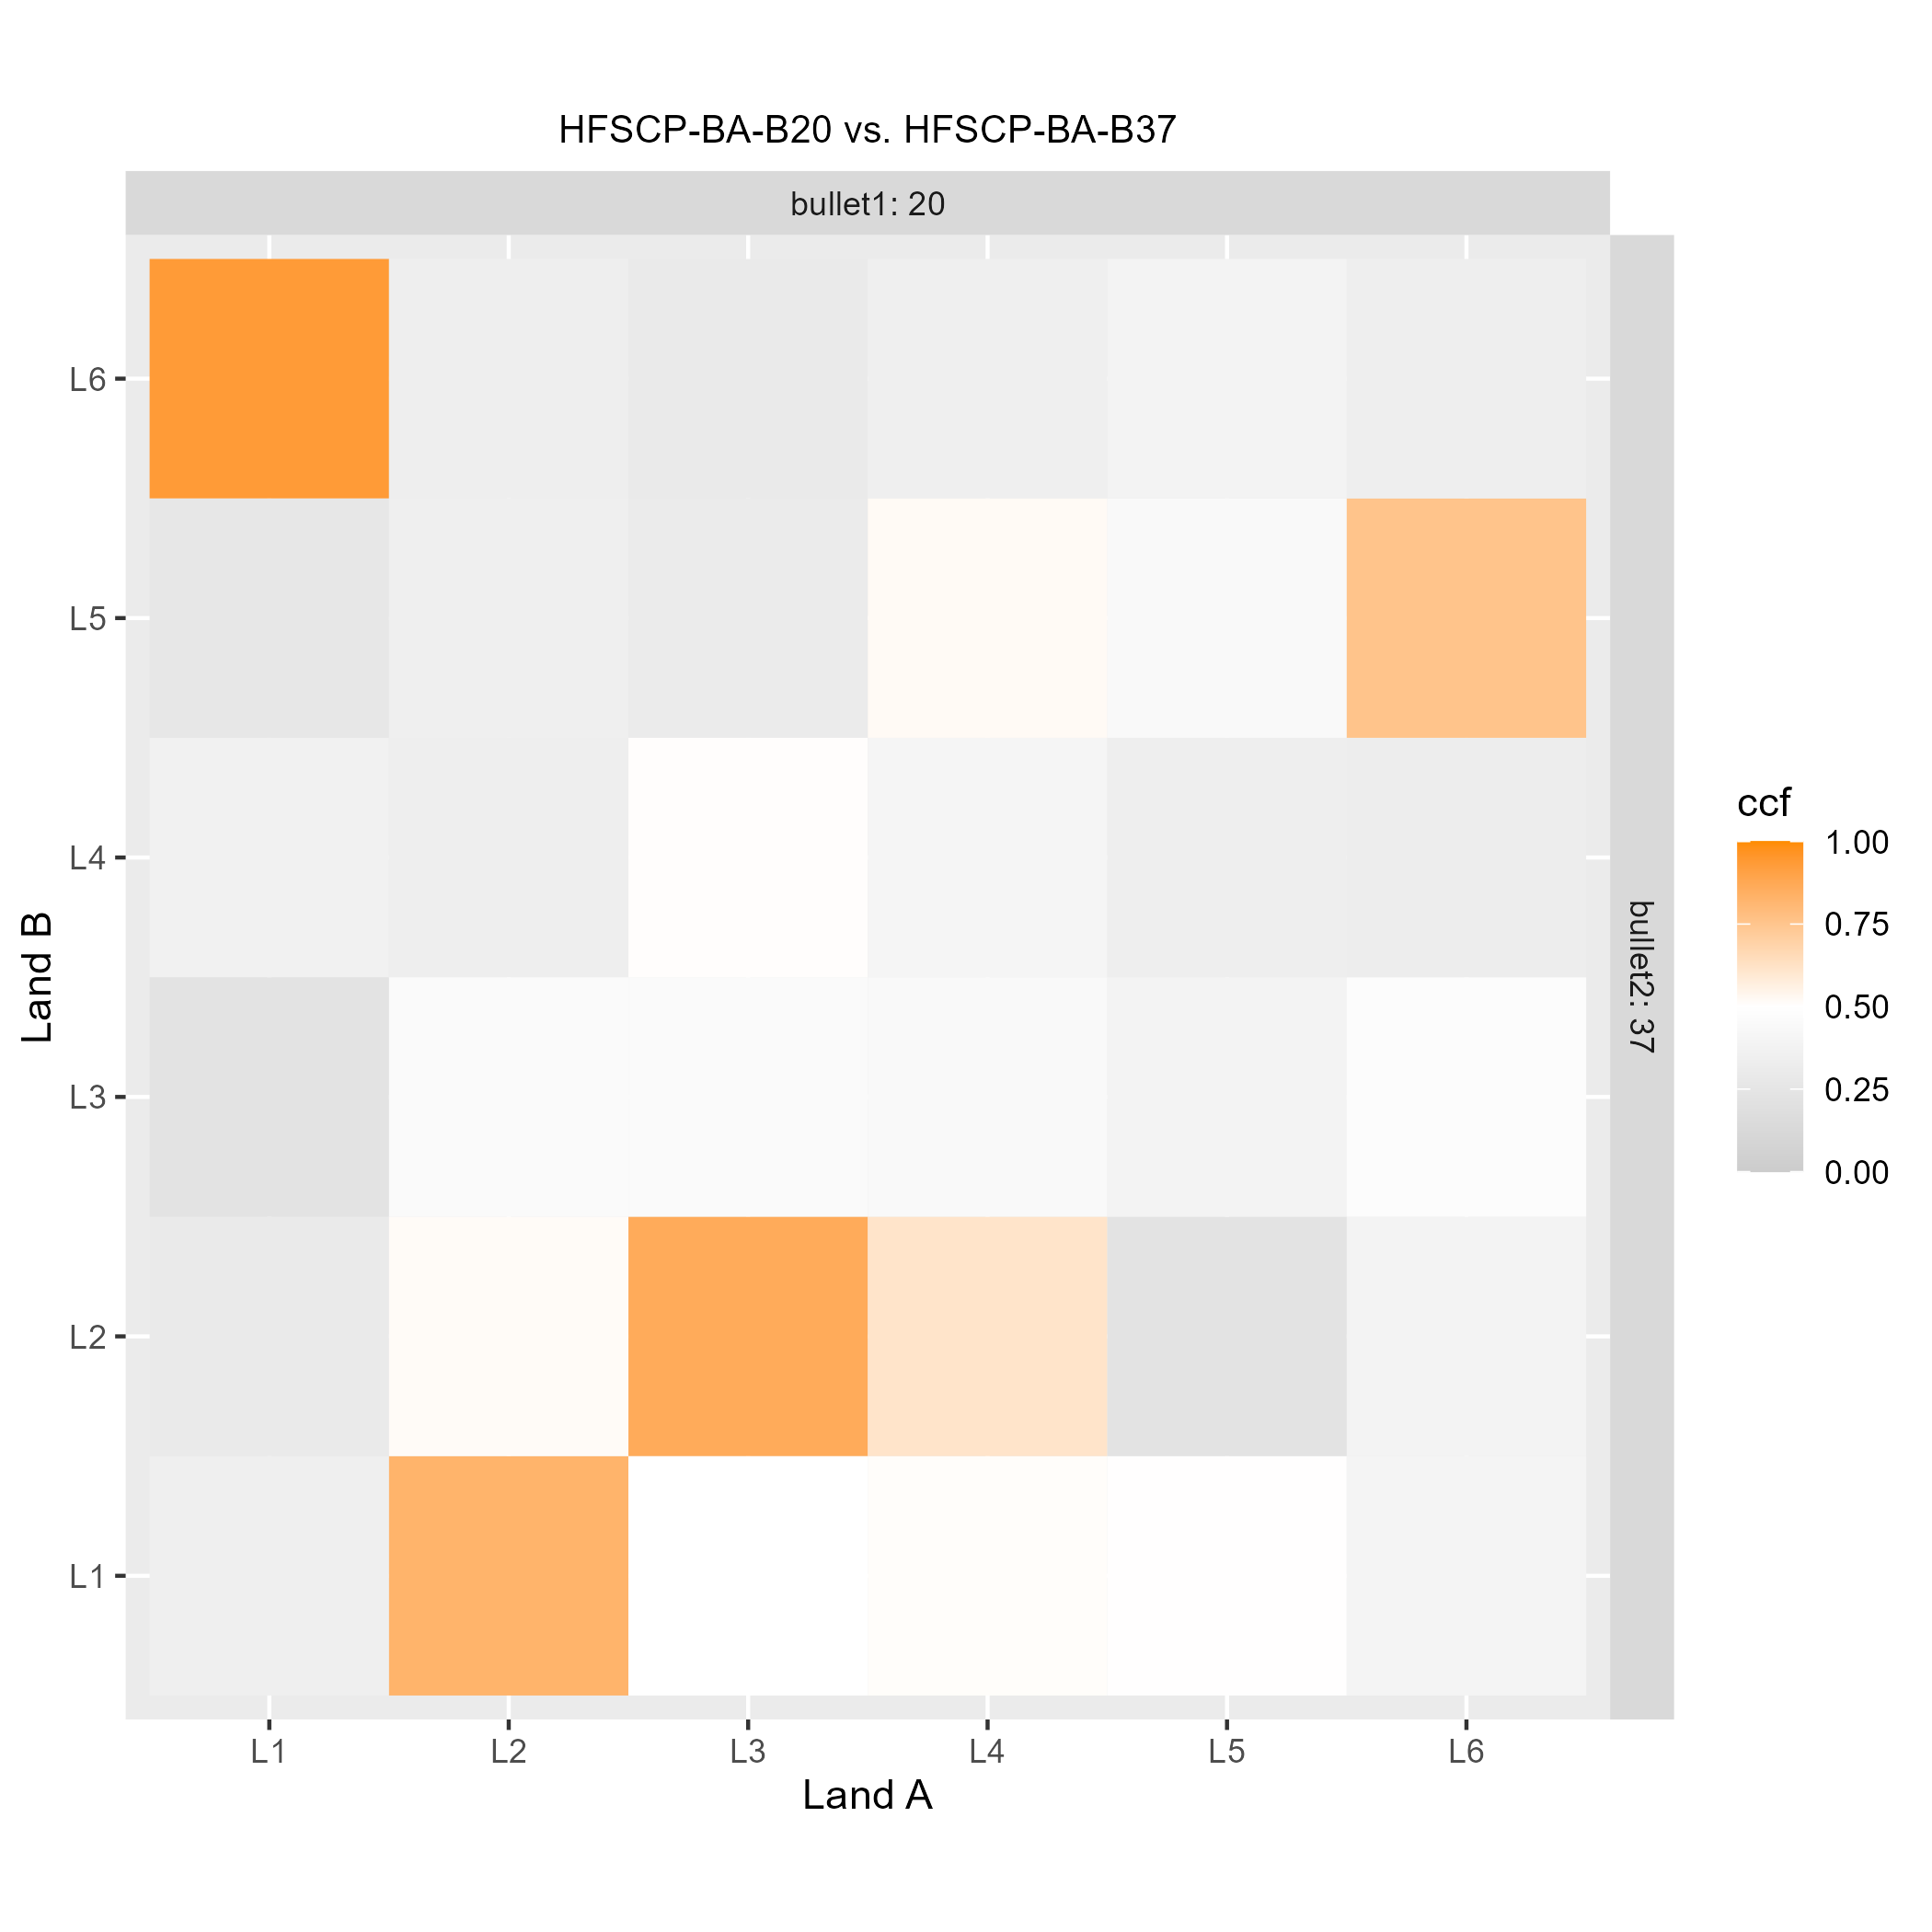 HFSCP-BA-B20 vs. HFSCP-BA-B37
bullet1: 20
L6
L5
L4
L3
L2
L1
Land B
bullet2: 37
ccf
1.00
0.75
0.50
0.25
0.00
L1 L2 L3 L4 L5 L6
Land A